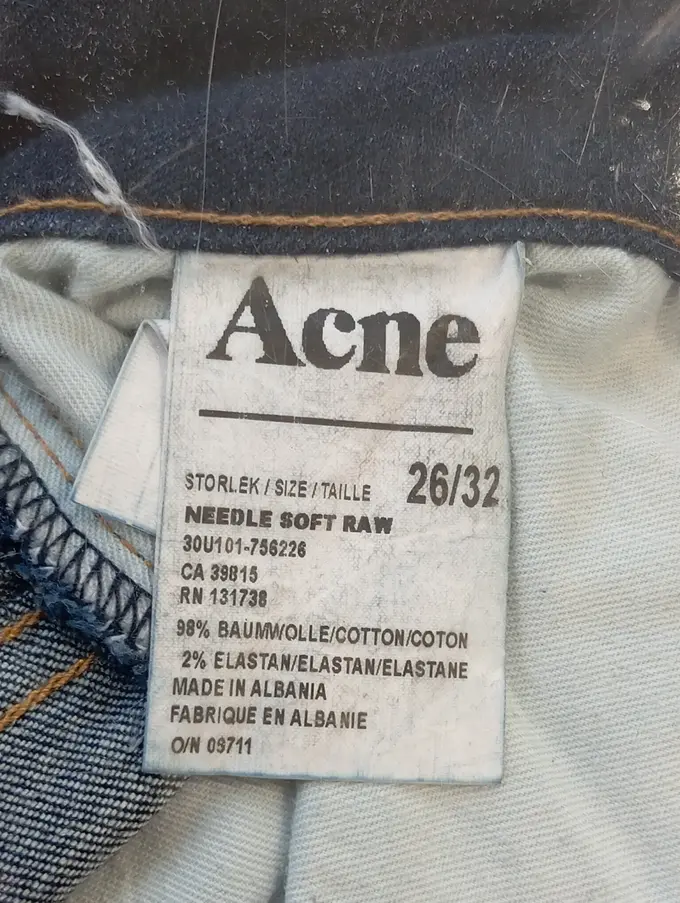 Acne
STORLEK / SIZE / TAILLE 26/32
NEEDLE SOFT RAW
30U101-756226
CA 39815
RN 131738
98% BAUMWOLLE/COTTON/COTON
2% ELASTAN/ELASTAN/ELASTANE
MADE IN ALBANIA
FABRIQUE EN ALBANIE
O/N 09711